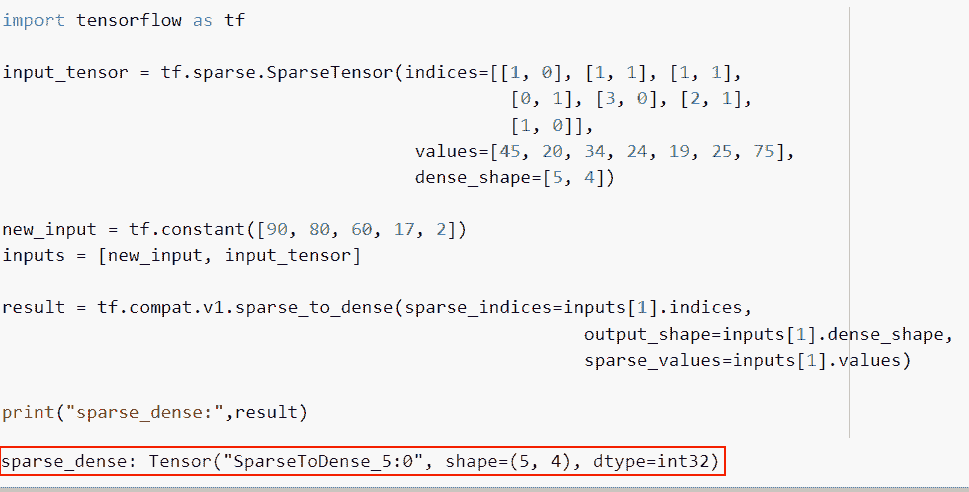 import tensorflow as tf
input_tensor = tf.sparse.SparseTensor(indices=[[1, 0], [1, 1], [1, 1],
[0, 1], [3, 0], [2, 1],
[1, 0]],
values=[45, 20, 34, 24, 19, 25, 75],
dense_shape=[5, 4])
new_input = tf.constant([90, 80, 60, 17, 2])
inputs = [new_input, input_tensor]
result = tf.compat.v1.sparse_to_dense(sparse_indices=inputs[1].indices,
output_shape=inputs[1].dense_shape,
sparse_values=inputs[1].values)
print("sparse_dense:",result)
sparse_dense: Tensor("SparseToDense_5:0", shape=(5, 4), dtype=int32)